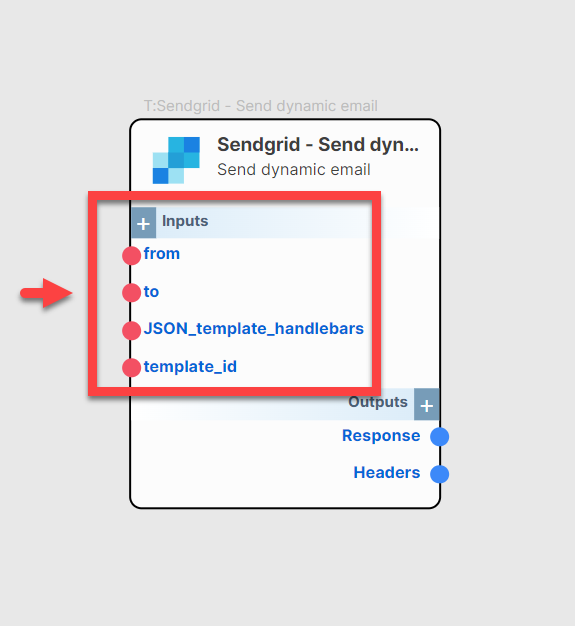 T:Sendgrid - Send dynamic email
Sendgrid - Send dyn...
Send dynamic email
+ Inputs
from
to
JSON_template_handlebars
template_id
Outputs +
Response
Headers